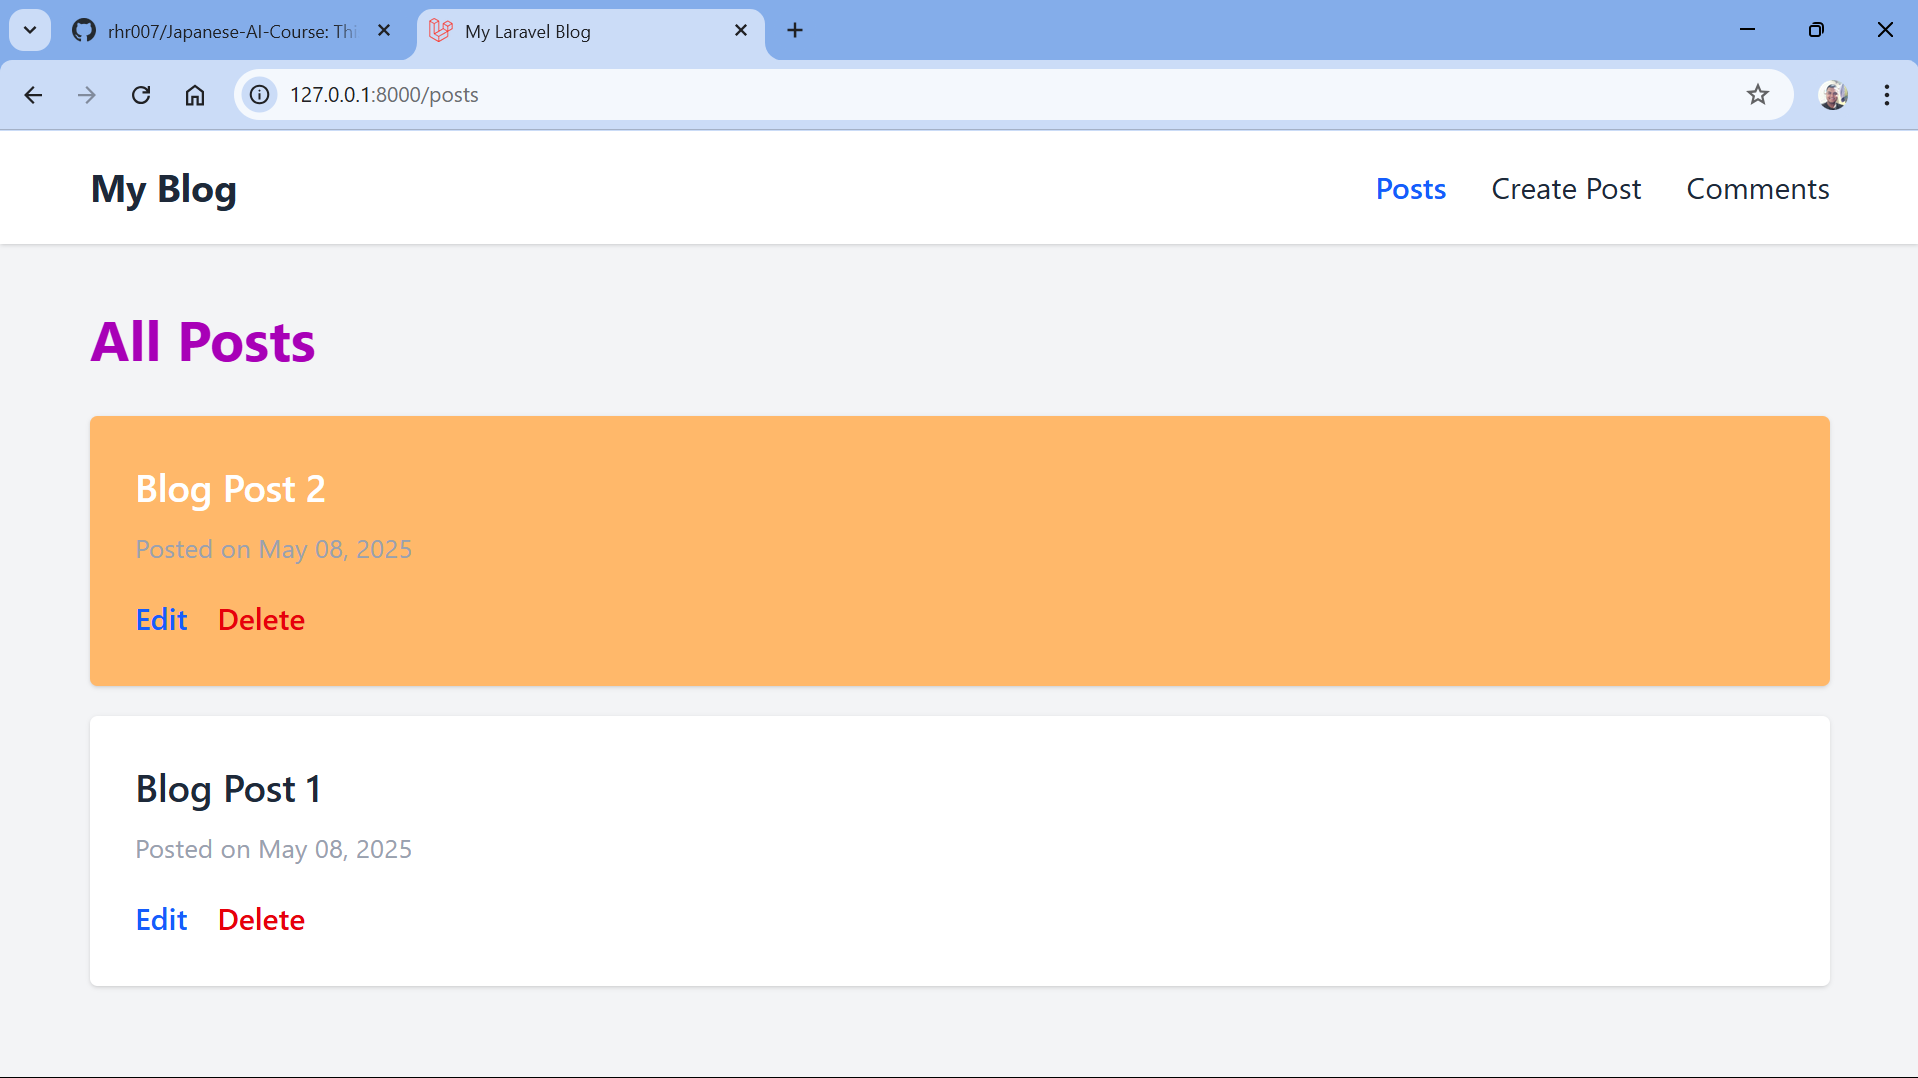 rhr007/Japanese-AI-Course: Thi
My Laravel Blog
127.0.0.1:8000/posts
My Blog
Posts
Create Post
Comments
All Posts
Blog Post 2
Posted on May 08, 2025
Edit
Delete
Blog Post 1
Posted on May 08, 2025
Edit
Delete